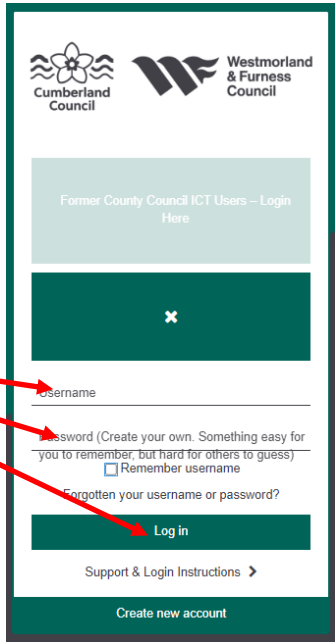 Cumberland
Council
Westmorland
& Furness
Council
Former County Council ICT Users – Login
Here
Username
Password (Create your own. Something easy for
you to remember, but hard for others to guess)
Remember username
Forgotten your username or password?
Log in
Support & Login Instructions
Create new account